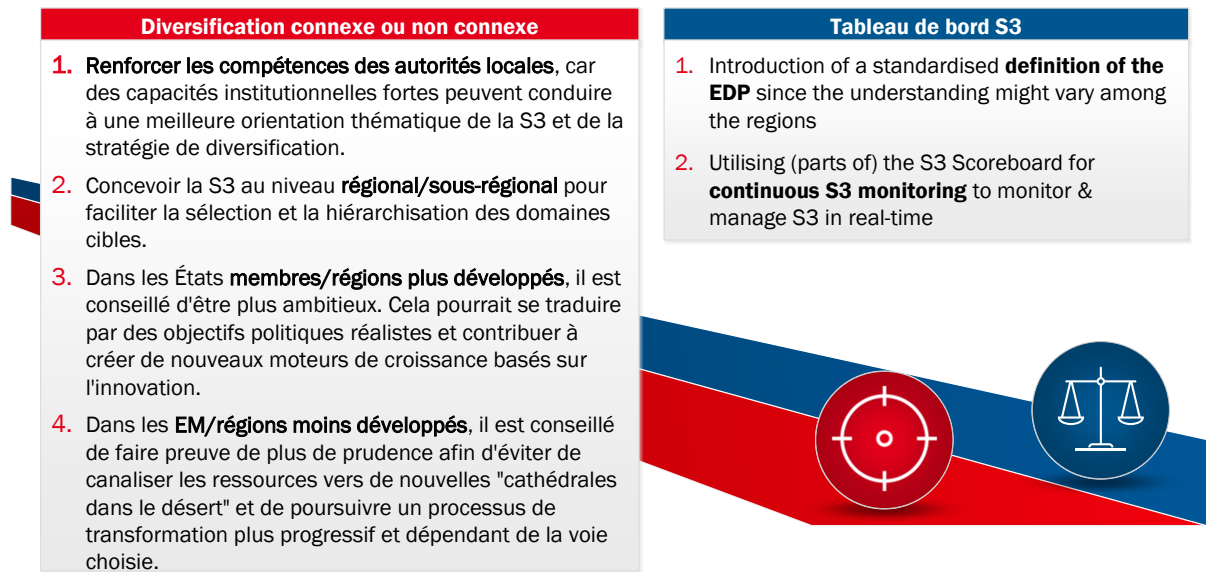 Diversification connexe ou non connexe
1. Renforcer les compétences des autorités locales, car
des capacités institutionnelles fortes peuvent conduire
à une meilleure orientation thématique de la S3 et de la
stratégie de diversification.
2. Concevoir la S3 au niveau régional/sous-régional pour
faciliter la sélection et la hiérarchisation des domaines
cibles.
3. Dans les États membres/régions plus développés, il est
conseillé d'être plus ambitieux. Cela pourrait se traduire
par des objectifs politiques réalistes et contribuer à
créer de nouveaux moteurs de croissance basés sur
l'innovation.
4. Dans les EM/régions moins développés, il est conseillé
de faire preuve de plus de prudence afin d'éviter de
canaliser les ressources vers de nouvelles "cathédrales
dans le désert" et de poursuivre un processus de
transformation plus progressif et dépendant de la voie
choisie.
Tableau de bord S3
1. Introduction of a standardised definition of the
EDP since the understanding might vary among
the regions
2. Utilising (parts of) the S3 Scoreboard for
continuous S3 monitoring to monitor &
manage S3 in real-time